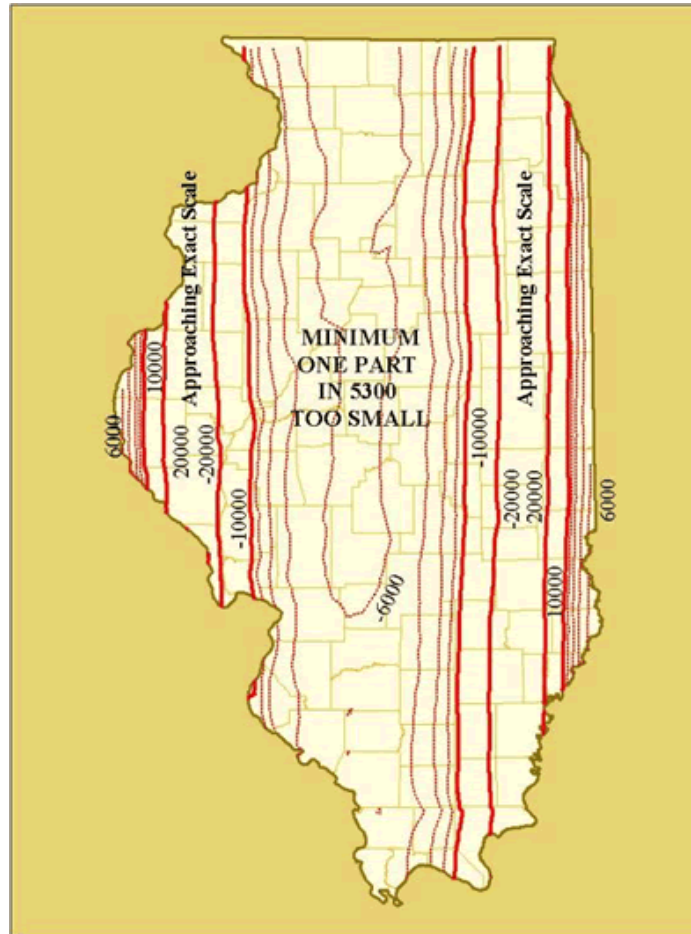 Approaching Exact Scale
Approaching Exact Scale
MINIMUM
ONE PART
IN 5300
TOO SMALL
6000
10000
20000
-20000
-10000
-6000
-10000
-20000
20000
10000
6000